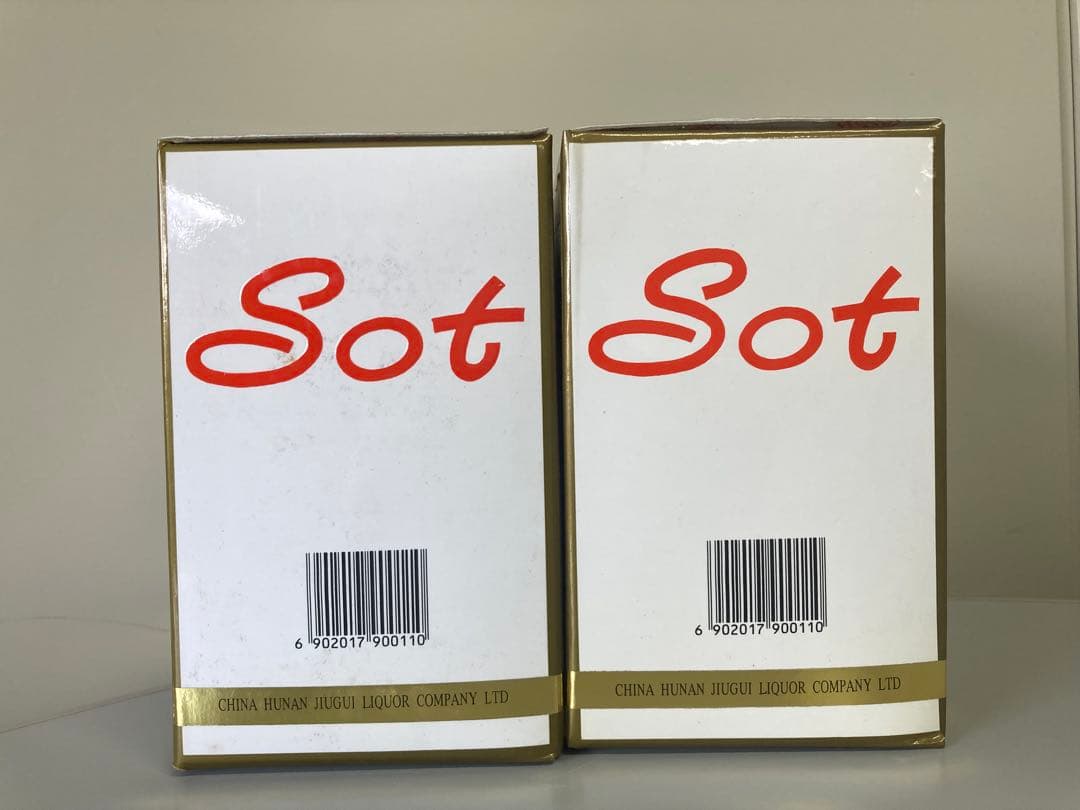 Sot
6 902017 900110
CHINA HUNAN JIUGUI LIQUOR COMPANY LTD
Sot
6 902017 900110
CHINA HUNAN JIUGUI LIQUOR COMPANY LTD